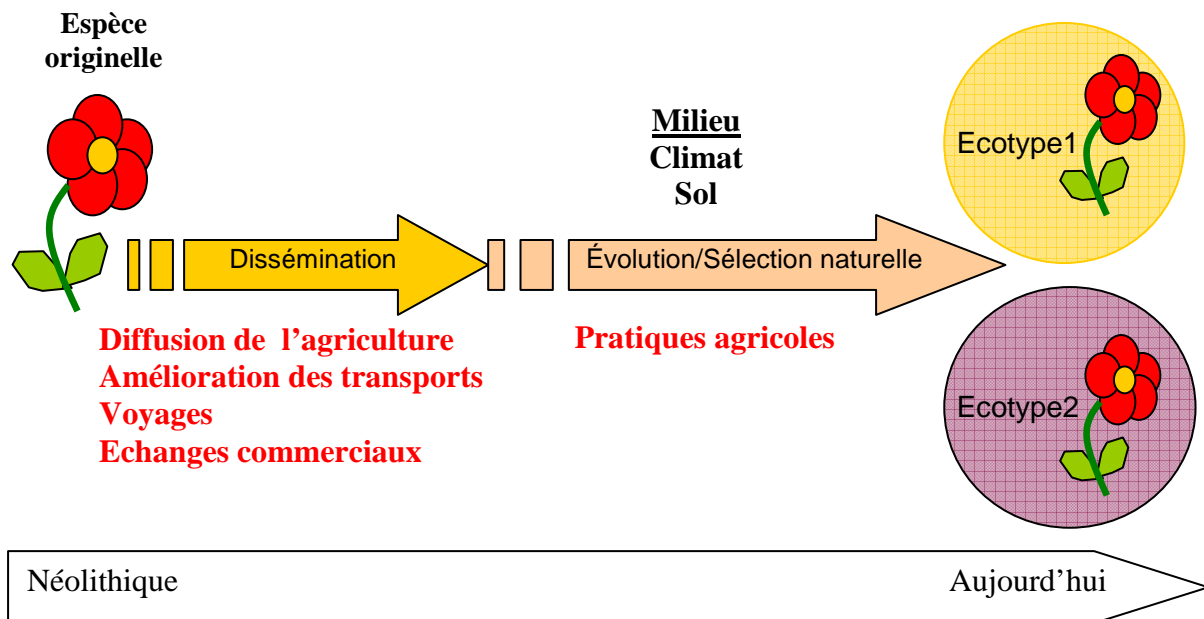 Espèce
originelle
Milieu
Climat
Sol
Ecotype1
Dissémination
Évolution/Sélection naturelle
Diffusion de l'agriculture
Amélioration des transports
Voyages
Echanges commerciaux
Pratiques agricoles
Ecotype2
Néolithique
Aujourd'hui